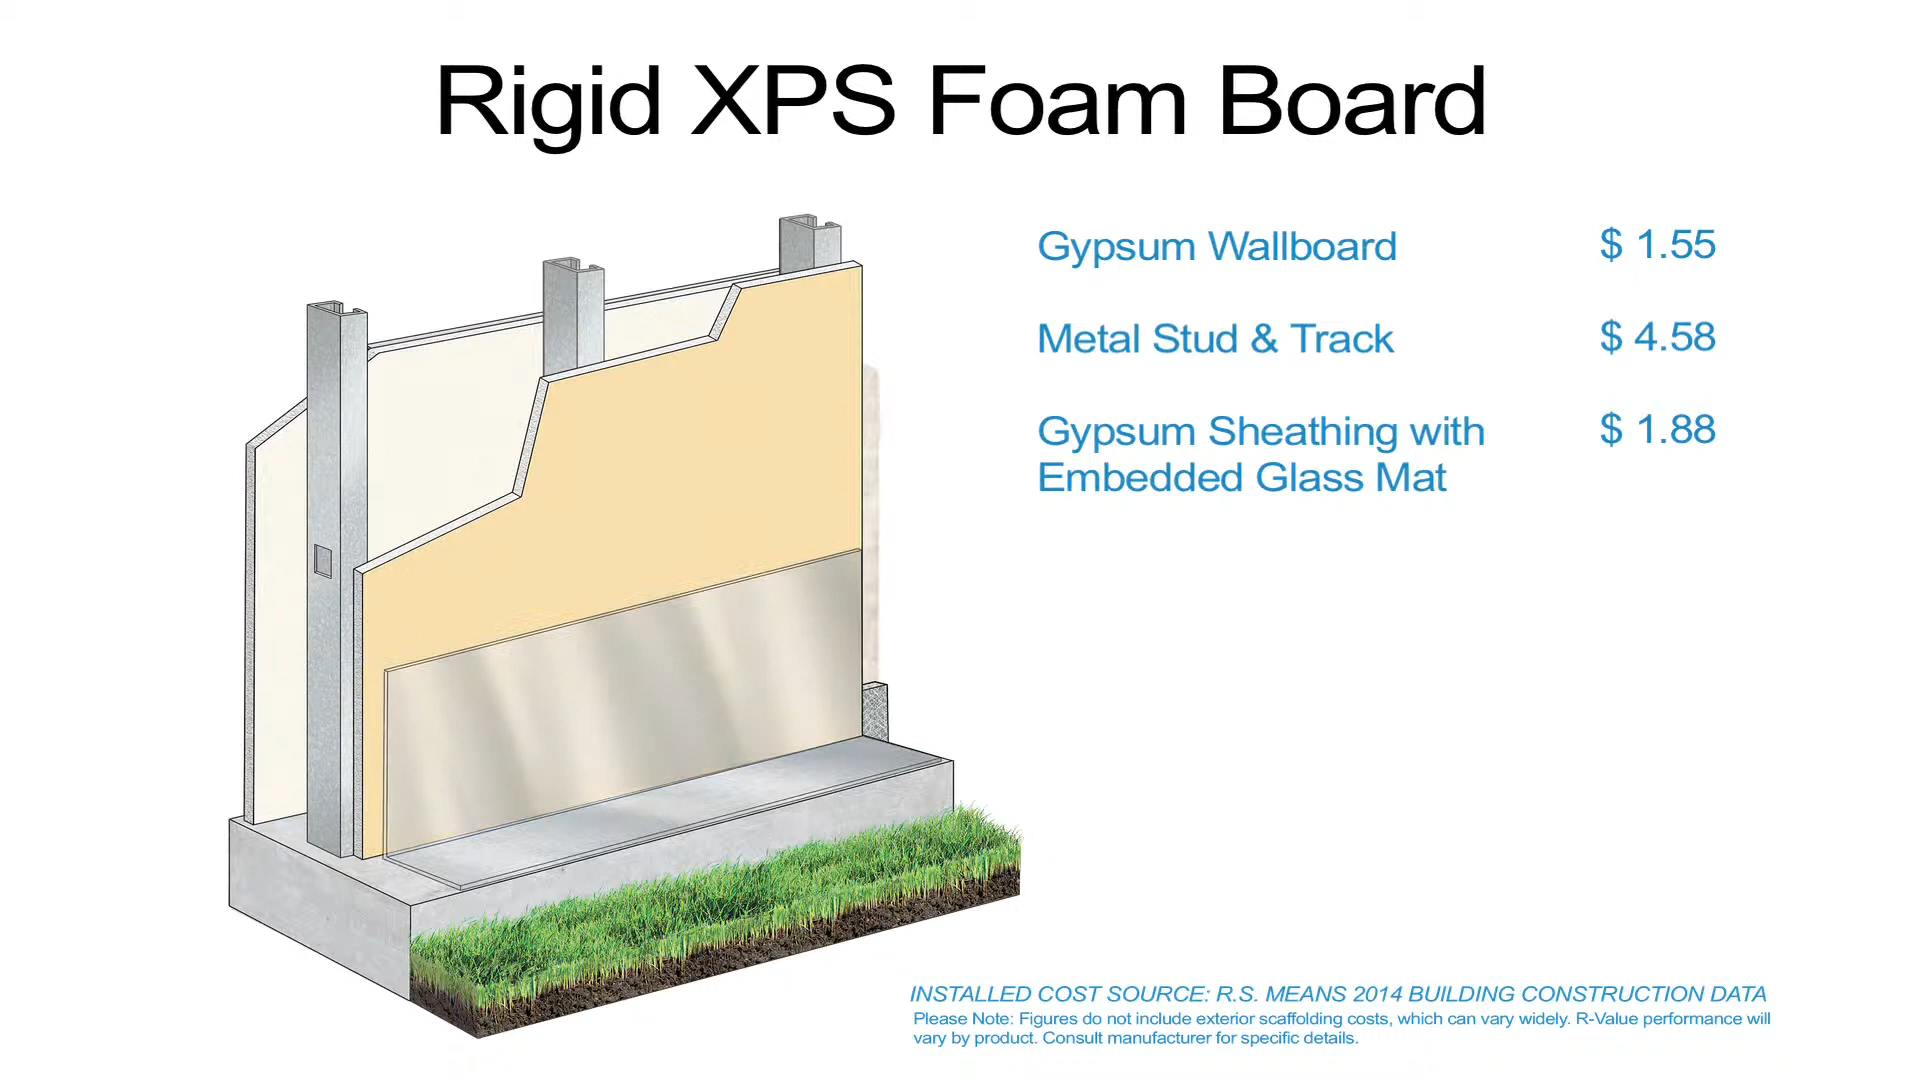 Rigid XPS Foam Board
Gypsum Wallboard $ 1.55
Metal Stud & Track $ 4.58
Gypsum Sheathing with $ 1.88
Embedded Glass Mat
INSTALLED COST SOURCE: R.S. MEANS 2014 BUILDING CONSTRUCTION DATA
Please Note: Figures do not include exterior scaffolding costs, which can vary widely. R-Value performance will
vary by product. Consult manufacturer for specific details.